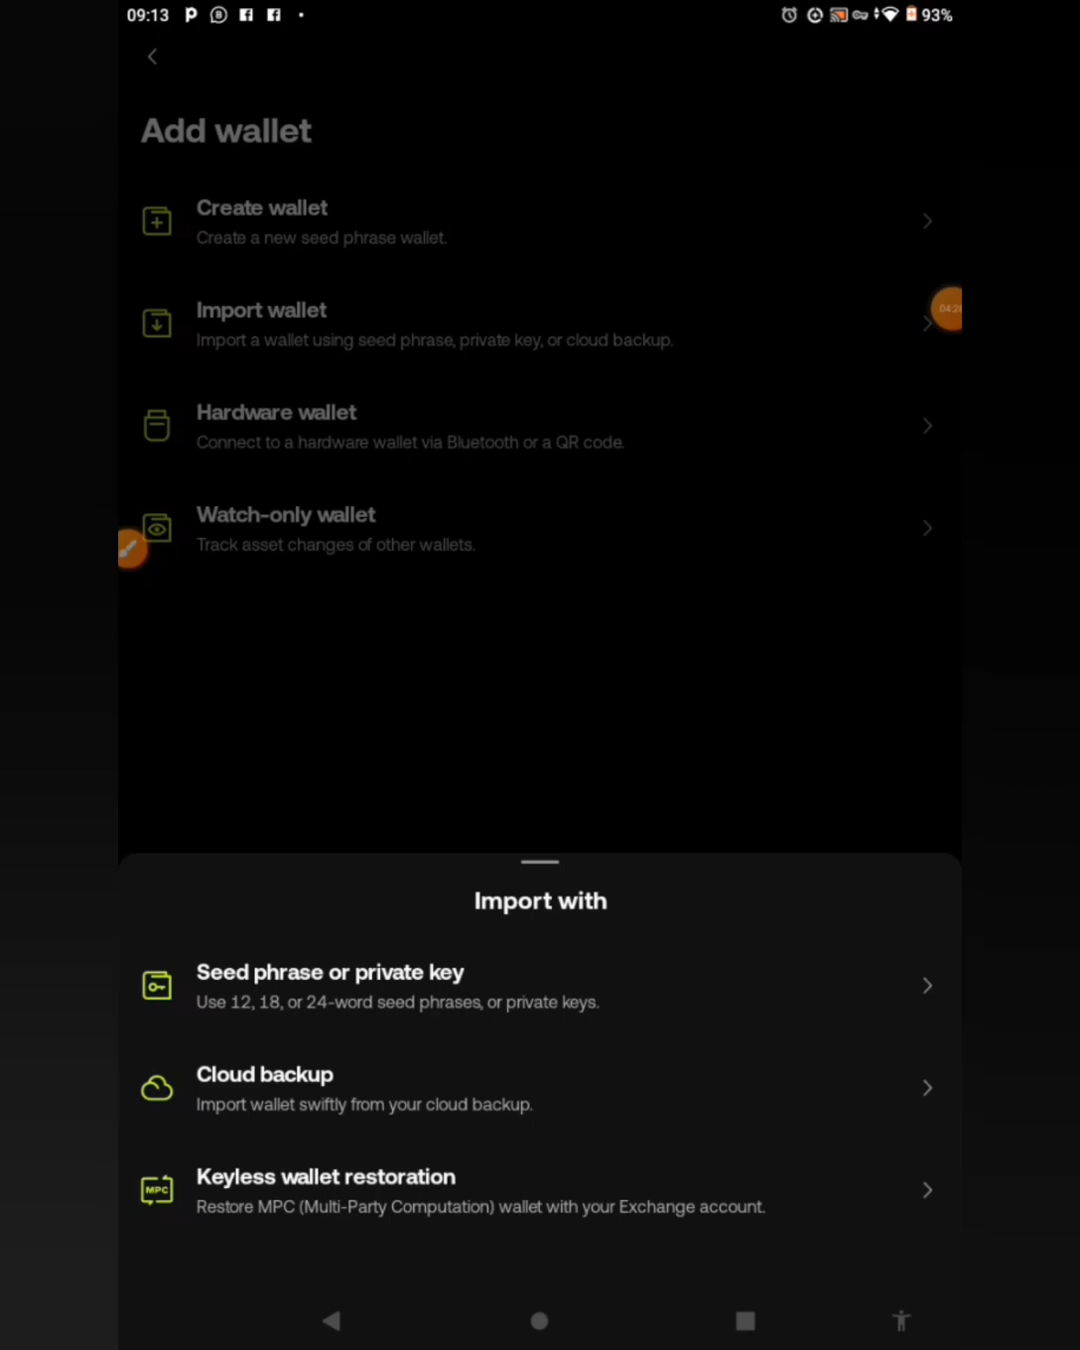 09:13
93%
Add wallet
Create wallet
Create a new seed phrase wallet.
Import wallet
Import a wallet using seed phrase, private key, or cloud backup.
04:28
Hardware wallet
Connect to a hardware wallet via Bluetooth or a QR code.
Watch-only wallet
Track asset changes of other wallets.
Import with
Seed phrase or private key
Use 12, 18, or 24-word seed phrases, or private keys.
Cloud backup
Import wallet swiftly from your cloud backup.
MPC
Keyless wallet restoration
Restore MPC (Multi-Party Computation) wallet with your Exchange account.